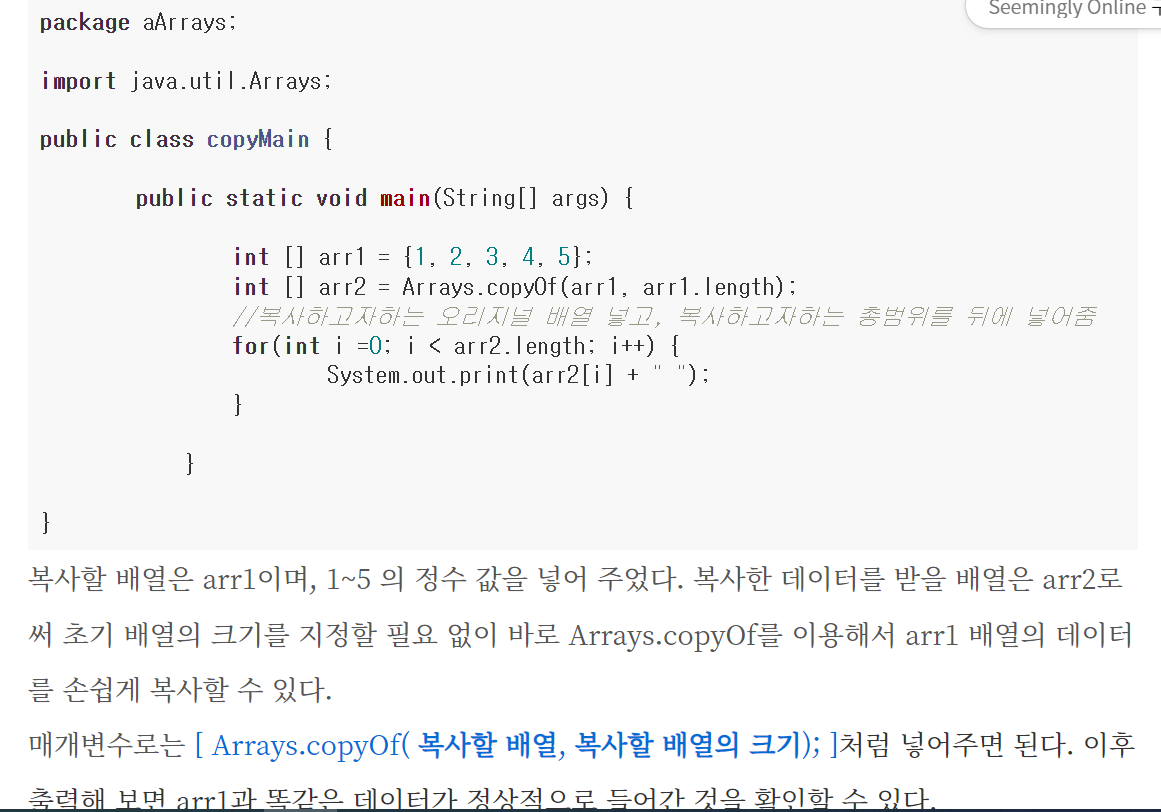 Seemingly Online
package aArrays;
import java.util.Arrays;
public class copyMain {
public static void main(String[] args) {
int [] arr1 = {1, 2, 3, 4, 5};
int [] arr2 = Arrays.copyOf(arr1, arr1.length);
//복사하고자하는 오리지널 배열 넣고, 복사하고자하는 총범위를 뒤에 넣어줌
for(int i =0; i < arr2.length; i++) {
System.out.print(arr2[i] + " ");
}
}
}
복사할 배열은 arr1이며, 1~5 의 정수 값을 넣어 주었다. 복사한 데이터를 받을 배열은 arr2로
써 초기 배열의 크기를 지정할 필요 없이 바로 Arrays.copyOf를 이용해서 arr1 배열의 데이터
를 손쉽게 복사할 수 있다.
매개변수로는 [ Arrays.copyOf( 복사할 배열, 복사할 배열의 크기); ]처럼 넣어주면 된다. 이후
출력해 보면 arr1과 똑같은 데이터가 정상적으로 들어간 것을 확인할 수 있다.